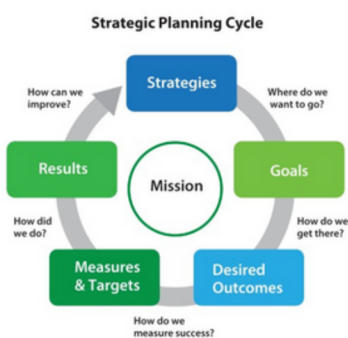 Strategic Planning Cycle
Strategies
How can we
improve?
Where do we
want to go?
Results
Mission
Goals
How did
we do?
How do we
get there?
Measures
& Targets
Desired
Outcomes
How do we
measure success?